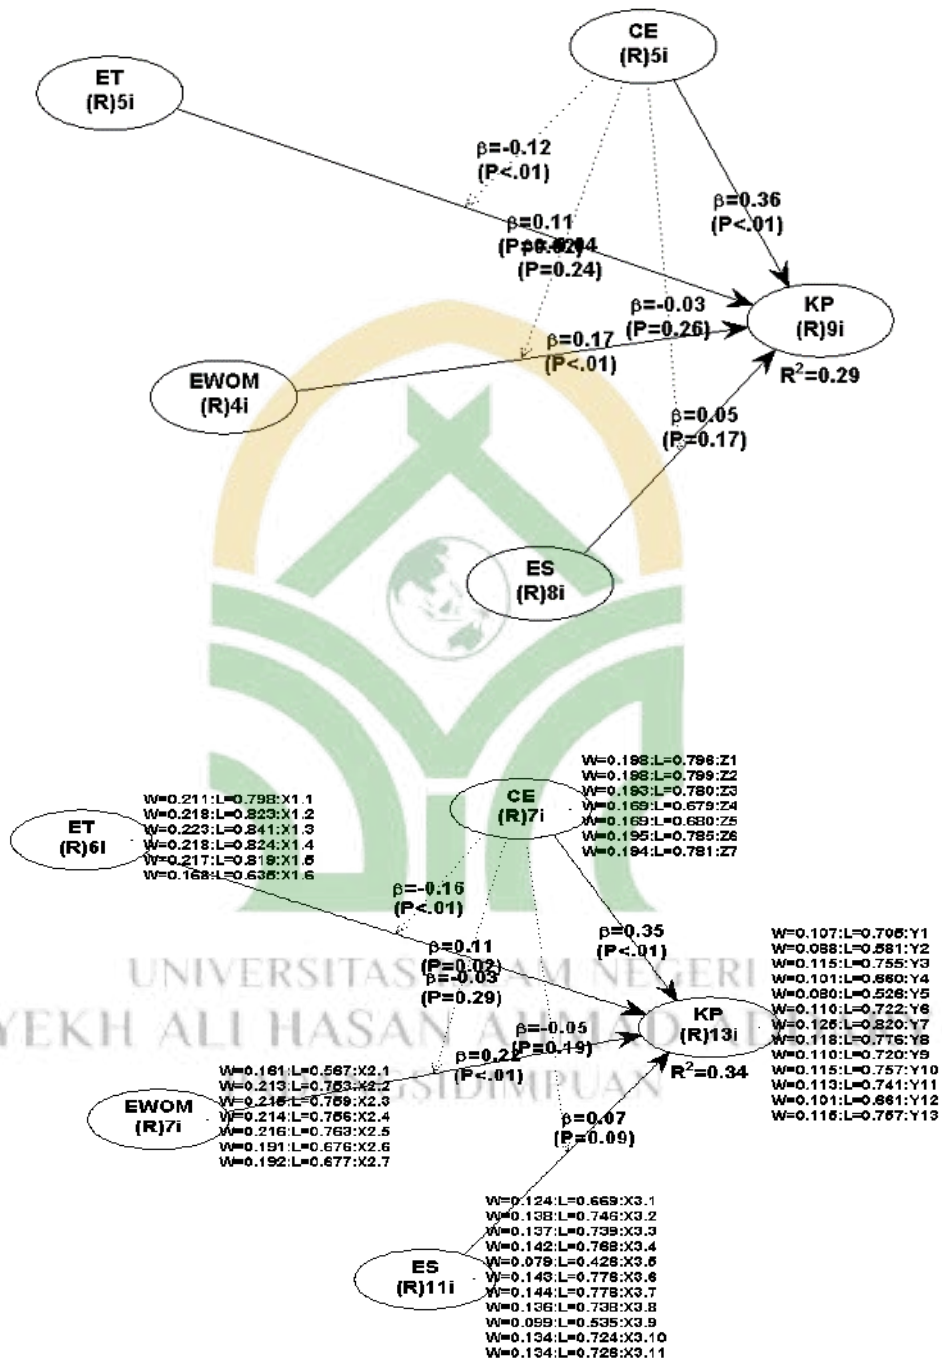 CE
(R)5i
ET
(R)5i
β=-0.12
(P<.01)
β=0.36
(P<.01)
β=0.11
(P=0.24)
β=-0.03
(P=0.26)
KP
(R)9i
R²=0.29
β=0.17
(P<.01)
EWOM
(R)4i
β=0.05
(P=0.17)
ES
(R)8i
W=0.198:L=0.796:Z1
W=0.198:L=0.799:Z2
W=0.193:L=0.780:Z3
W=0.169:L=0.679:Z4
W=0.169:L=0.680:Z5
W=0.195:L=0.785:Z6
W=0.194:L=0.781:Z7
CE
(R)7i
W=0.211:L=0.798:X1.1
W=0.218:L=0.823:X1.2
W=0.223:L=0.841:X1.3
W=0.218:L=0.824:X1.4
W=0.217:L=0.819:X1.5
W=0.168:L=0.635:X1.6
ET
(R)6i
β=-0.16
(P<.01)
β=0.35
(P<.01)
β=0.11
(P=0.02)
β=-0.03
(P=0.29)
W=0.107:L=0.705:Y1
W=0.088:L=0.581:Y2
W=0.115:L=0.755:Y3
W=0.101:L=0.660:Y4
W=0.080:L=0.526:Y5
W=0.110:L=0.722:Y6
W=0.125:L=0.820:Y7
W=0.118:L=0.776:Y8
W=0.110:L=0.720:Y9
W=0.115:L=0.757:Y10
W=0.113:L=0.741:Y11
W=0.101:L=0.661:Y12
W=0.115:L=0.757:Y13
KP
(R)13i
R²=0.34
UNIVERSITAS ISLAM NEGERI
YEKH ALI HASAN AHMAD
β=-0.05
(P=0.19)
β=0.22
(P<.01)
SIDIMPUAN
W=0.161:L=0.567:X2.1
W=0.213:L=0.753:X2.2
W=0.215:L=0.759:X2.3
W=0.214:L=0.756:X2.4
W=0.216:L=0.763:X2.5
W=0.191:L=0.676:X2.6
W=0.192:L=0.677:X2.7
EWOM
(R)7i
β=0.07
(P=0.09)
W=0.124:L=0.669:X3.1
W=0.138:L=0.746:X3.2
W=0.137:L=0.739:X3.3
W=0.142:L=0.768:X3.4
W=0.079:L=0.426:X3.5
W=0.143:L=0.776:X3.6
W=0.144:L=0.778:X3.7
W=0.136:L=0.738:X3.8
W=0.099:L=0.535:X3.9
W=0.134:L=0.724:X3.10
W=0.134:L=0.726:X3.11
ES
(R)11i